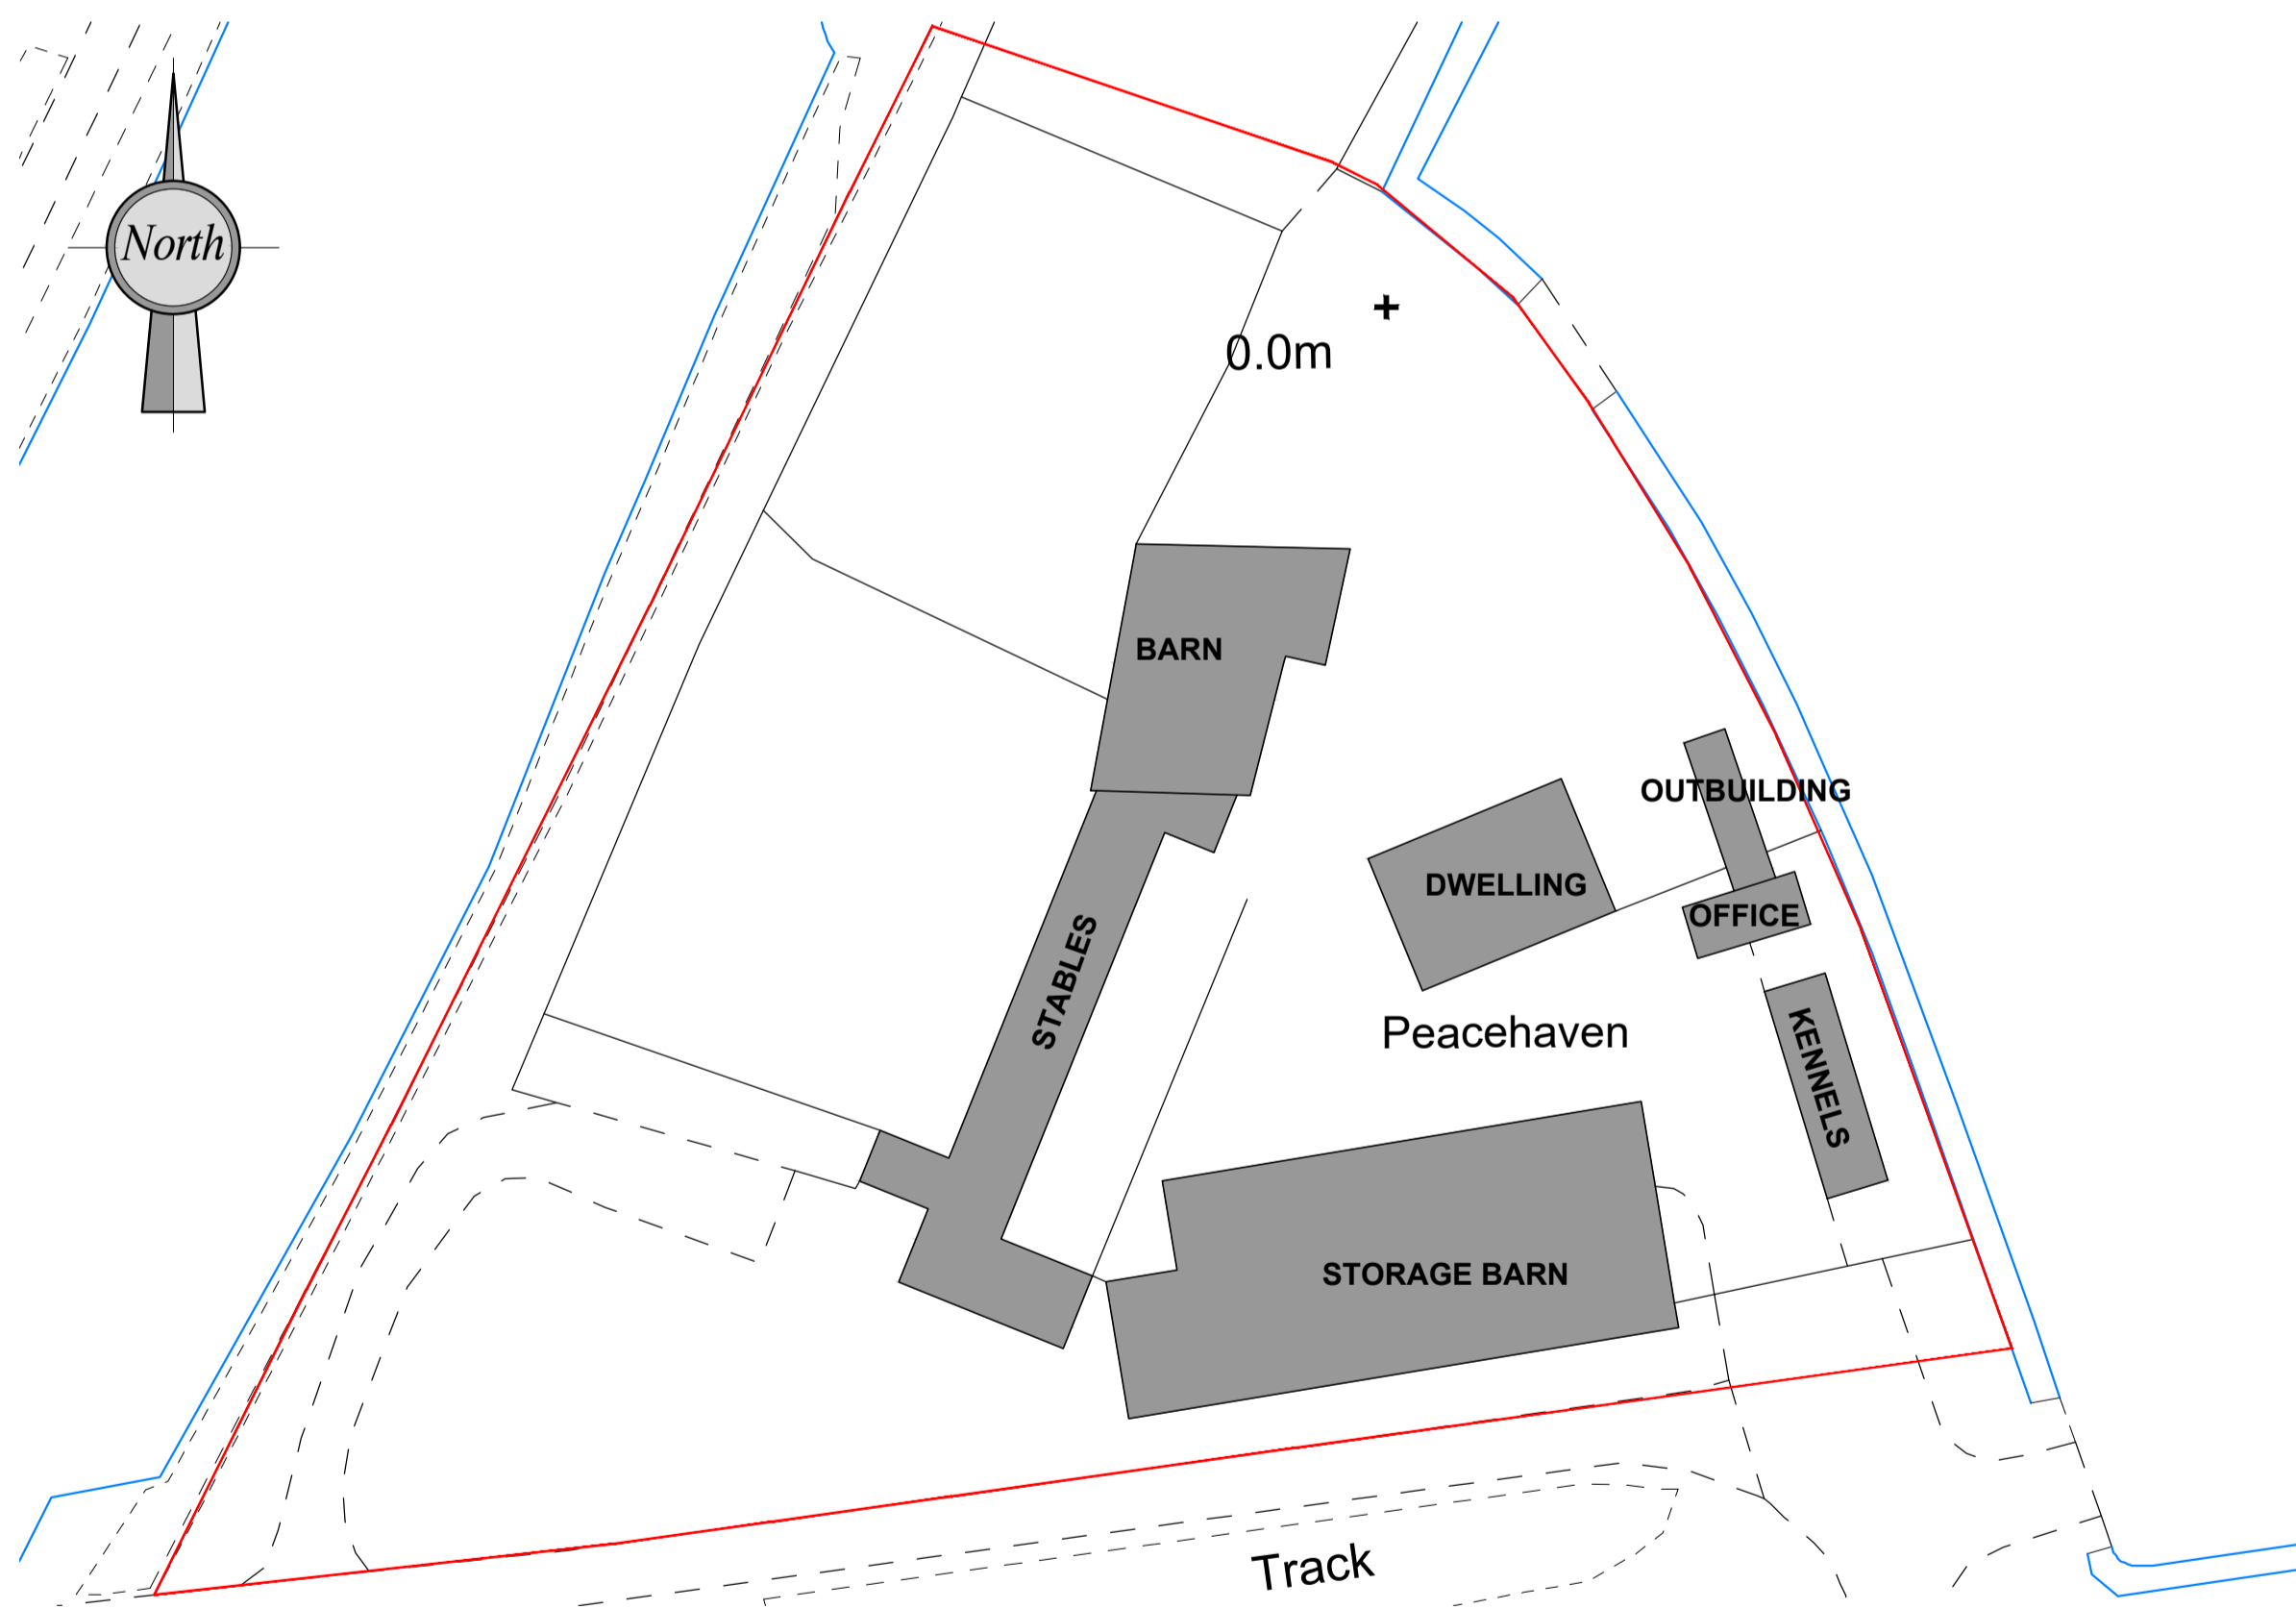 North
+
0.0m
BARN
OUTBUILDING
DWELLING
OFFICE
STABLES
Peacehaven
KENNELS
STORAGE BARN
Track